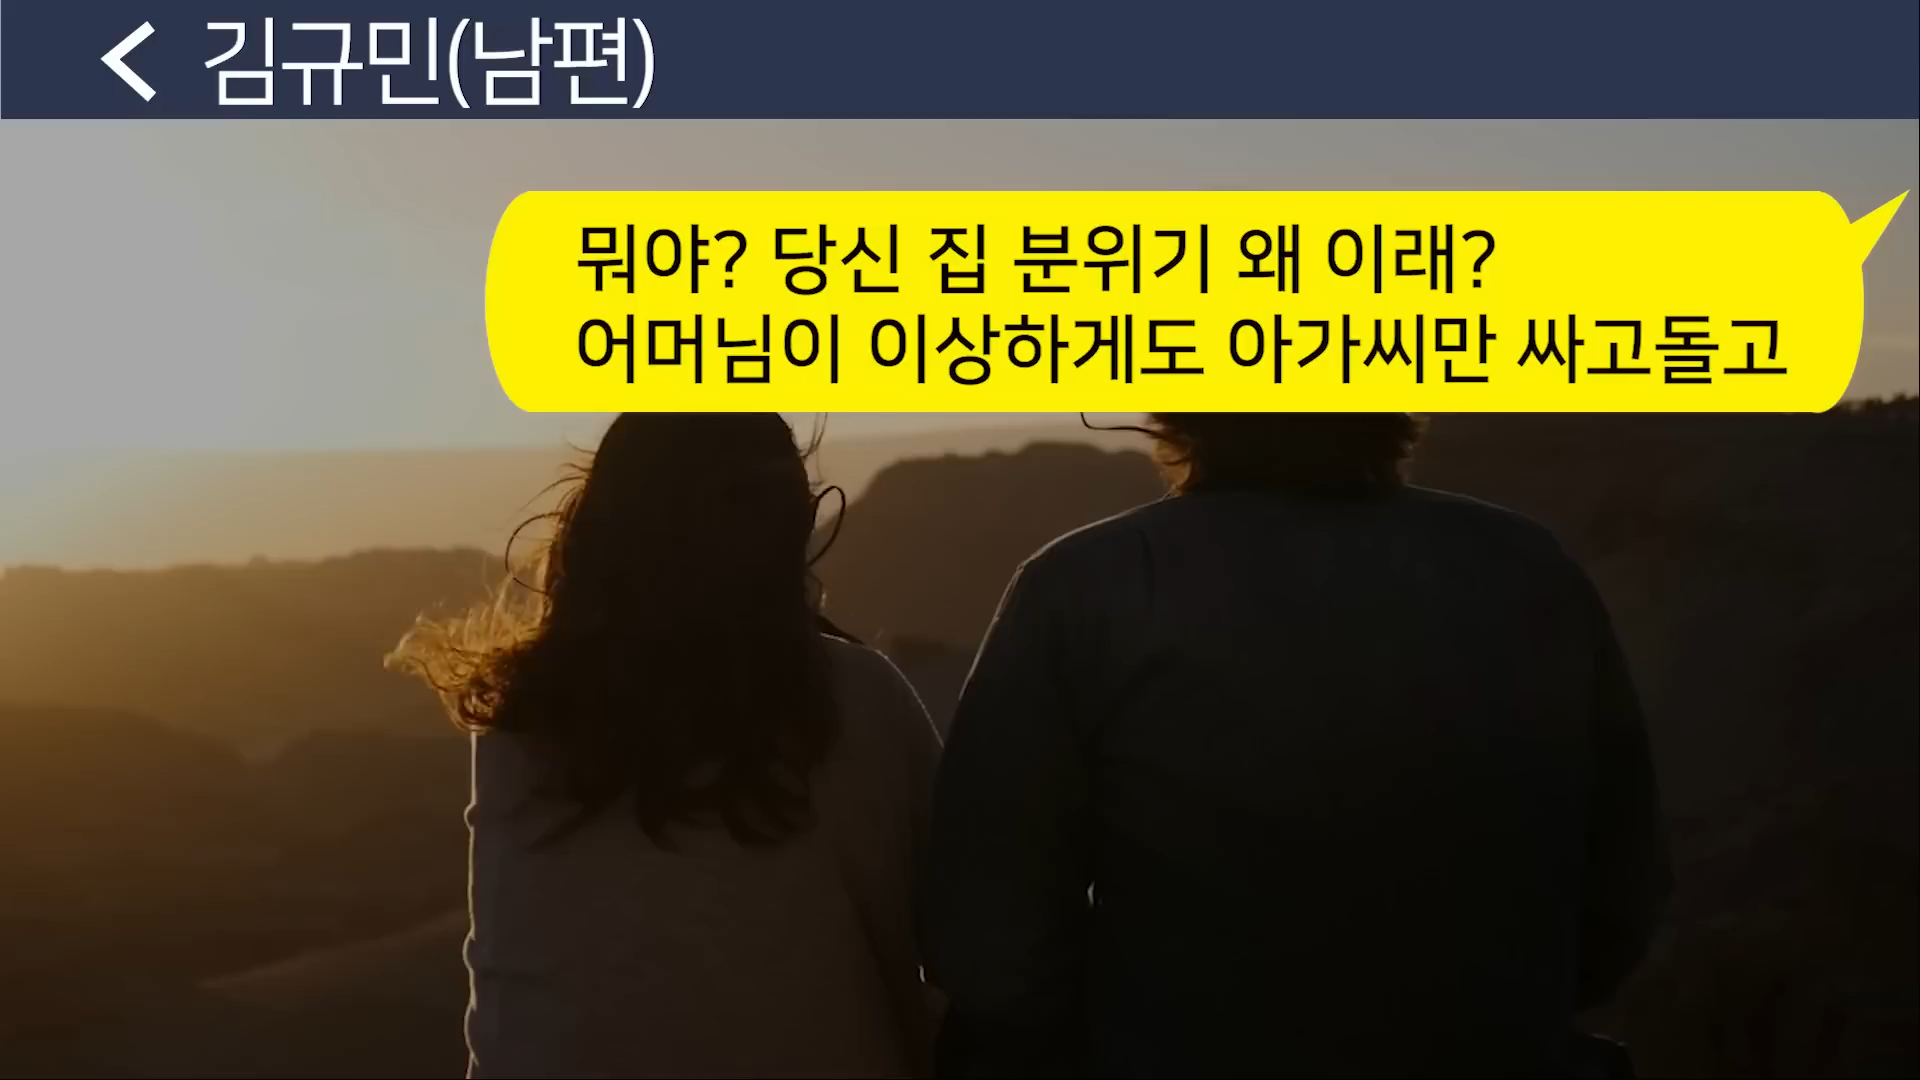 김규민(남편)
뭐야? 당신 집 분위기 왜 이래?
어머님이 이상하게도 아가씨만 싸고돌고